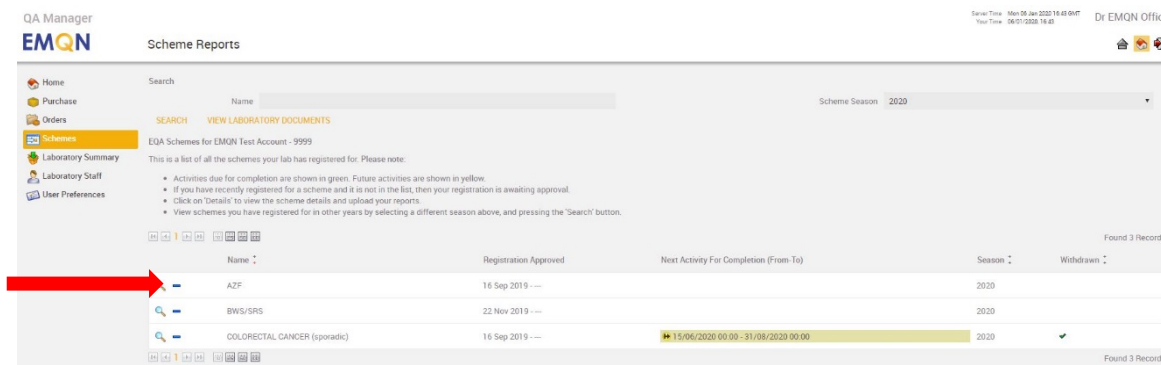 QA Manager
Server Time Mon 06 Jan 2020 16:43 GMT
Your Time 06/01/2020, 16:43
Dr EMQN Offic
EMQN
Scheme Reports
Home
Purchase
Orders
Schemes
Laboratory Summary
Laboratory Staff
User Preferences
Search
Name
Scheme Season 2020
SEARCH VIEW LABORATORY DOCUMENTS
EQA Schemes for EMQN Test Account - 9999
This is a list of all the schemes your lab has registered for. Please note:
• Activities due for completion are shown in green. Future activities are shown in yellow.
• If you have recently registered for a scheme and it is not in the list, then your registration is awaiting approval.
• Click on 'Details' to view the scheme details and upload your reports.
• View schemes you have registered for in other years by selecting a different season above, and pressing the 'Search' button.
1
Found 3 Record
Name Registration Approved Next Activity For Completion (From-To) Season Withdrawn
AZF 16 Sep 2019 - --- 2020
BWS/SRS 22 Nov 2019 - --- 2020
COLORECTAL CANCER (sporadic) 16 Sep 2019 - --- 15/06/2020 00:00 - 31/08/2020 00:00 2020
1
Found 3 Record